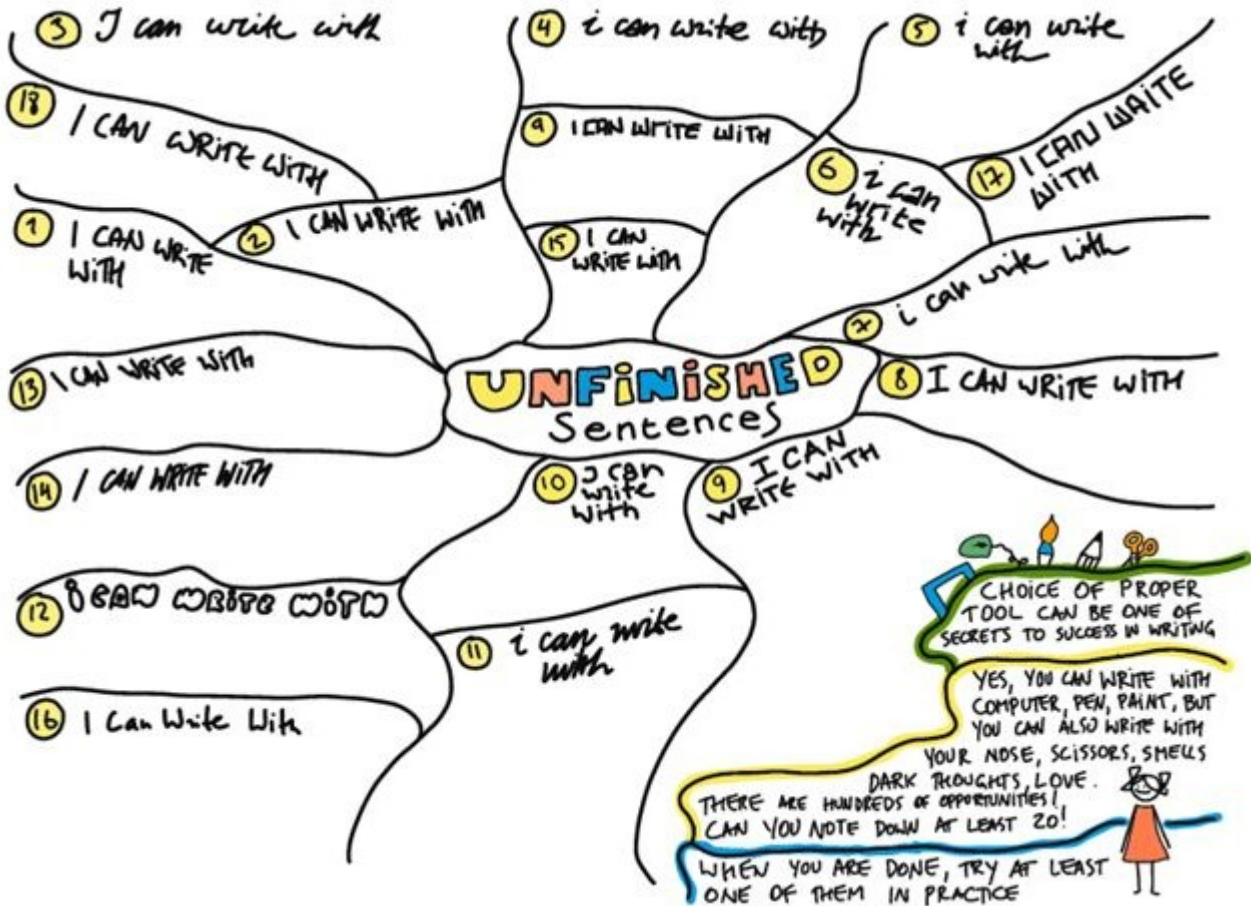 3 I can write with
4 i can write with
5 i can write
with
18 I CAN WRITE WITH
9 I CAN WRITE WITH
17 I CAN WRITE
WITH
6 i can
write
with
1 I CAN WRITE
WITH
2 I CAN WRITE WITH
15 I CAN
WRITE WITH
7 i can write with
13 I CAN WRITE WITH
UNFINISHED
Sentences
8 I CAN WRITE WITH
14 I CAN WRITE WITH
10 I can
write
with
9 I CAN
WRITE WITH
12 I CAN WRITE WITH
11 i can write
with
16 I Can Write With
CHOICE OF PROPER
TOOL CAN BE ONE OF
SECRETS TO SUCCESS IN WRITING
YES, YOU CAN WRITE WITH
COMPUTER, PEN, PAINT, BUT
YOU CAN ALSO WRITE WITH
YOUR NOSE, SCISSORS, SMELLS
DARK THOUGHTS, LOVE.
THERE ARE HUNDREDS OF OPPORTUNITIES!
CAN YOU NOTE DOWN AT LEAST 20!
WHEN YOU ARE DONE, TRY AT LEAST
ONE OF THEM IN PRACTICE